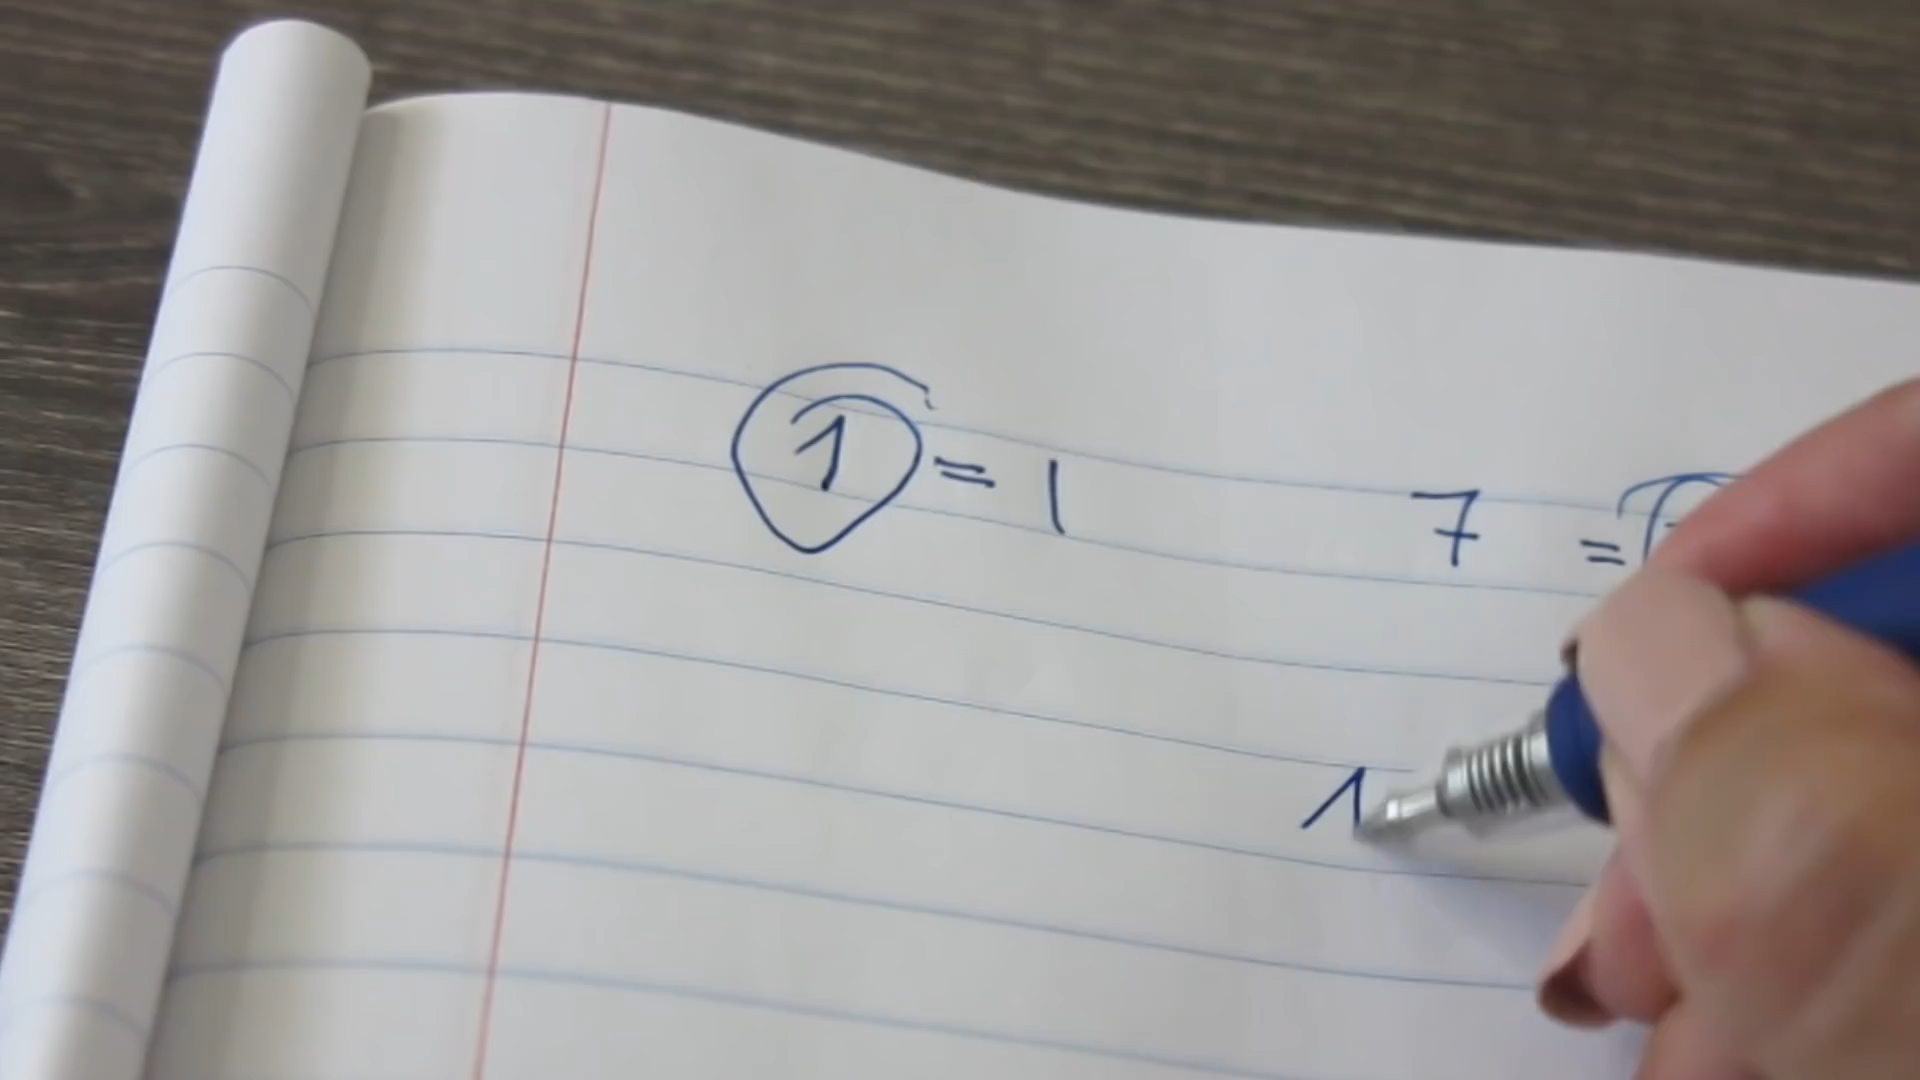 1 = 1 7 =
1